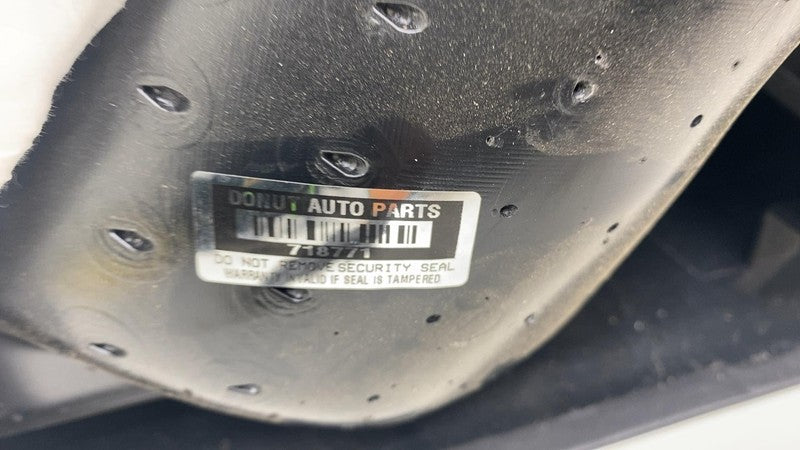 DONUT AUTO PARTS
718771
DO NOT REMOVE SECURITY SEAL
WARRANTY INVALID IF SEAL IS TAMPERED